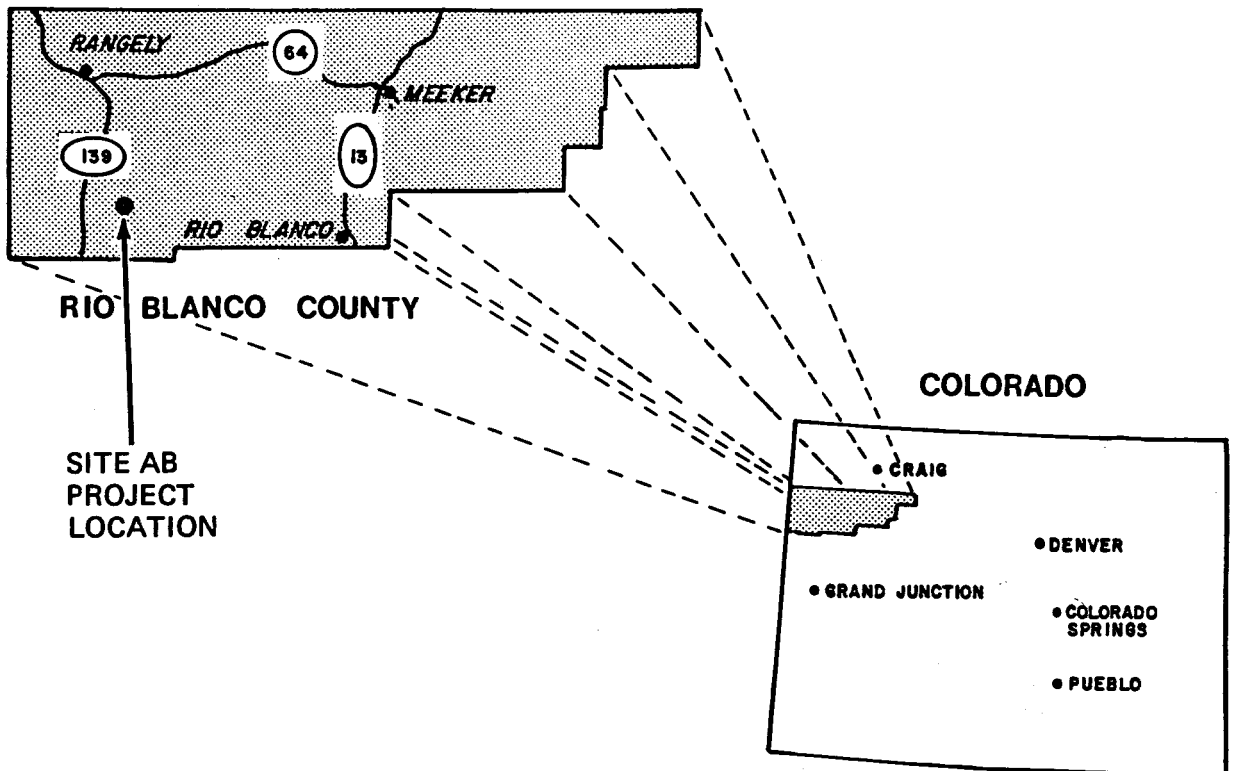 RANGELY
64
MEEKER
139
13
RIO BLANCO
RIO BLANCO COUNTY
SITE AB
PROJECT
LOCATION
COLORADO
CRAIG
DENVER
GRAND JUNCTION
COLORADO
SPRINGS
PUEBLO